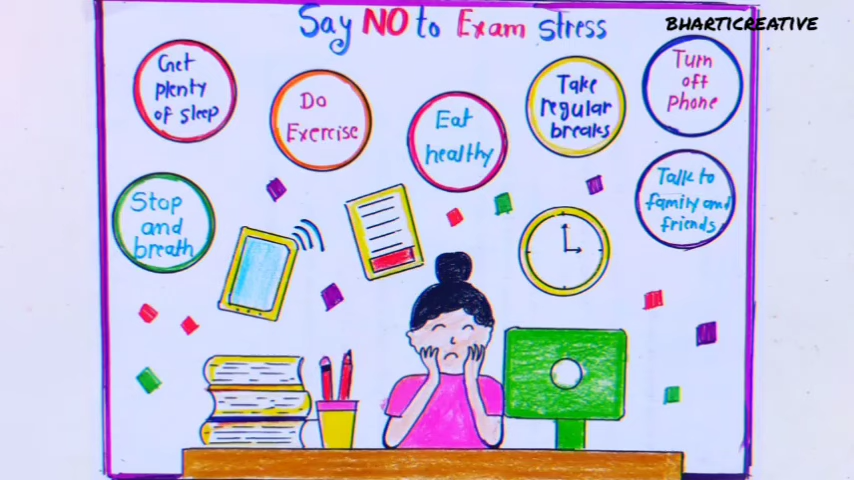 Say NO to Exam stress
BHARTICREATIVE
Get
plenty
of sleep
Do
Exercise
Eat
healthy
Take
regular
breaks
Turn
off
phone
Stop
and
breath
Talk to
family and
friends